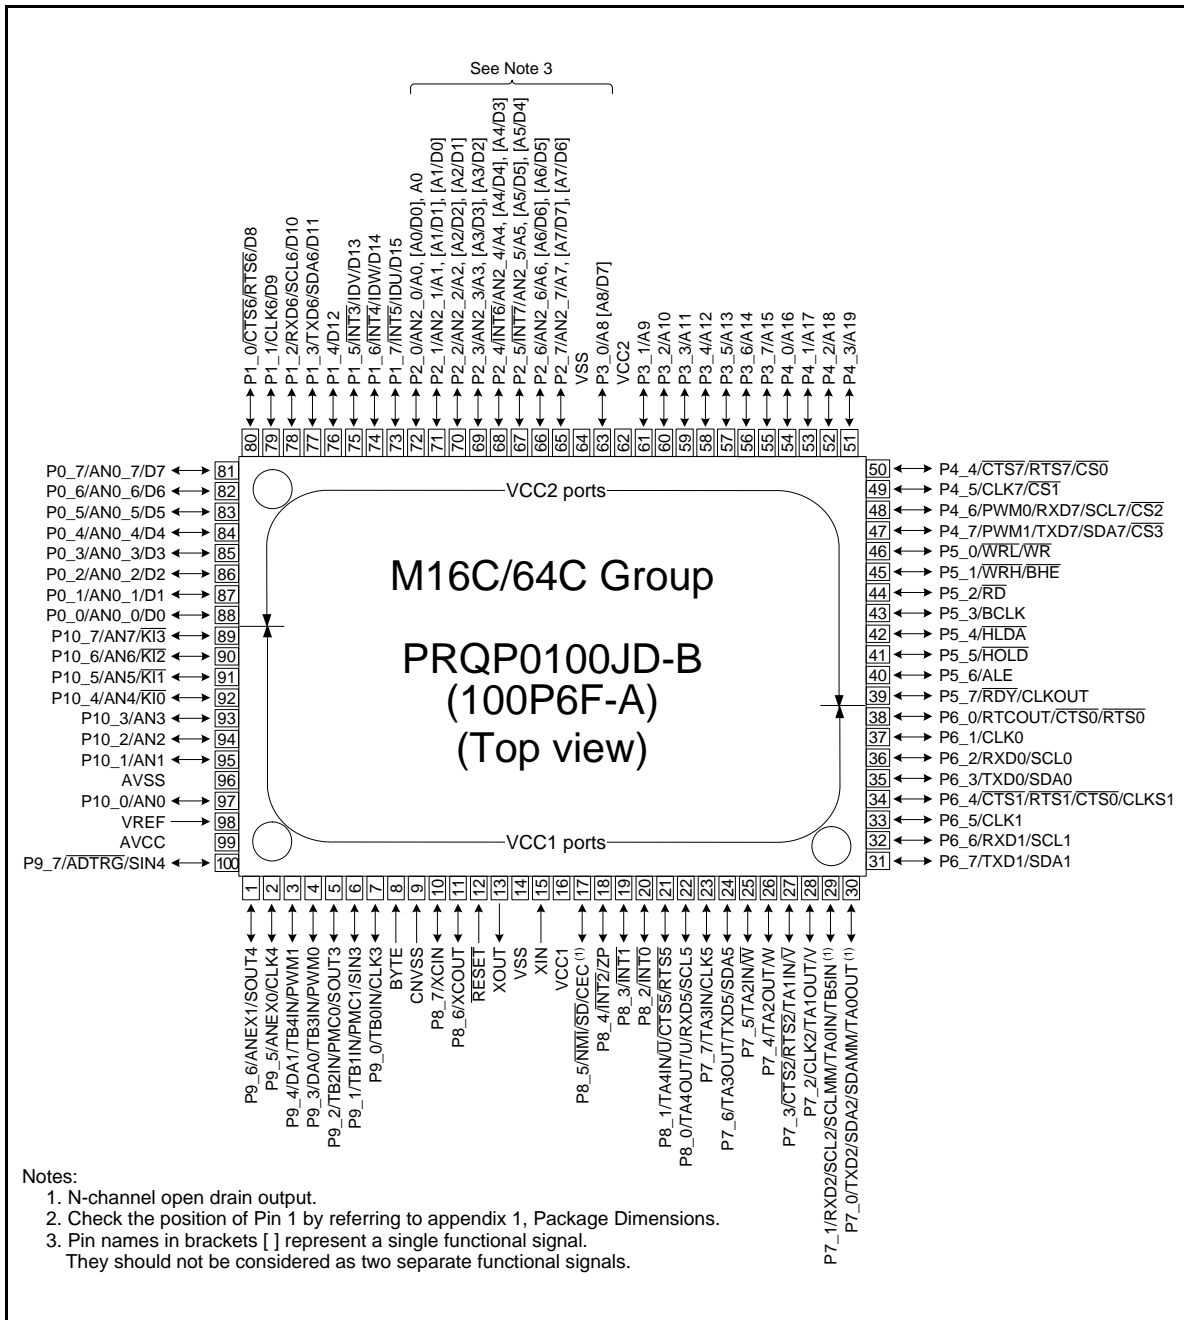 See Note 3
P1_0/CTS6/RTS6/D8
P1_1/CLK6/D9
P1_2/RXD6/SCL6/D10
P1_3/TXD6/SDA6/D11
P1_4/D12
P1_5/INT3/IDV/D13
P1_6/INT4/IDW/D14
P1_7/INT5/IDU/D15
P2_0/AN2_0/A0, [A0/D0], A0
P2_1/AN2_1/A1, [A1/D1], [A1/D0]
P2_2/AN2_2/A2, [A2/D2], [A2/D1]
P2_3/AN2_3/A3, [A3/D3], [A3/D2]
P2_4/INT6/AN2_4/A4, [A4/D4], [A4/D3]
P2_5/INT7/AN2_5/A5, [A5/D5], [A5/D4]
P2_6/AN2_6/A6, [A6/D6], [A6/D5]
P2_7/AN2_7/A7, [A7/D7], [A7/D6]
VSS
P3_0/A8 [A8/D7]
VCC2
P3_1/A9
P3_2/A10
P3_3/A11
P3_4/A12
P3_5/A13
P3_6/A14
P3_7/A15
P4_0/A16
P4_1/A17
P4_2/A18
P4_3/A19
80 79 78 77 76 75 74 73 72 71 70 69 68 67 66 65 64 63 62 61 60 59 58 57 56 55 54 53 52 51
P0_7/AN0_7/D7 81
P0_6/AN0_6/D6 82
P0_5/AN0_5/D5 83
P0_4/AN0_4/D4 84
P0_3/AN0_3/D3 85
P0_2/AN0_2/D2 86
P0_1/AN0_1/D1 87
P0_0/AN0_0/D0 88
P10_7/AN7/KI3 89
P10_6/AN6/KI2 90
P10_5/AN5/KI1 91
P10_4/AN4/KI0 92
P10_3/AN3 93
P10_2/AN2 94
P10_1/AN1 95
AVSS 96
P10_0/AN0 97
VREF 98
AVCC 99
P9_7/ADTRG/SIN4 100
VCC2 ports
M16C/64C Group
PRQP0100JD-B
(100P6F-A)
(Top view)
VCC1 ports
50 P4_4/CTS7/RTS7/CS0
49 P4_5/CLK7/CS1
48 P4_6/PWM0/RXD7/SCL7/CS2
47 P4_7/PWM1/TXD7/SDA7/CS3
46 P5_0/WRL/WR
45 P5_1/WRH/BHE
44 P5_2/RD
43 P5_3/BCLK
42 P5_4/HLDA
41 P5_5/HOLD
40 P5_6/ALE
39 P5_7/RDY/CLKOUT
38 P6_0/RTCOUT/CTS0/RTS0
37 P6_1/CLK0
36 P6_2/RXD0/SCL0
35 P6_3/TXD0/SDA0
34 P6_4/CTS1/RTS1/CTS0/CLKS1
33 P6_5/CLK1
32 P6_6/RXD1/SCL1
31 P6_7/TXD1/SDA1
1 2 3 4 5 6 7 8 9 10 11 12 13 14 15 16 17 18 19 20 21 22 23 24 25 26 27 28 29 30
P9_6/ANEX1/SOUT4
P9_5/ANEX0/CLK4
P9_4/DA1/TB4IN/PWM1
P9_3/DA0/TB3IN/PWM0
P9_2/TB2IN/PMC0/SOUT3
P9_1/TB1IN/PMC1/SIN3
P9_0/TB0IN/CLK3
BYTE
CNVSS
P8_7/XCIN
P8_6/XCOUT
RESET
XOUT
VSS
XIN
VCC1
P8_5/NMI/SD/CEC (1)
P8_4/INT2/ZP
P8_3/INT1
P8_2/INT0
P8_1/TA4IN/U/CTS5/RTS5
P8_0/TA4OUT/U/RXD5/SCL5
P7_7/TA3IN/CLK5
P7_6/TA3OUT/TXD5/SDA5
P7_5/TA2IN/W
P7_4/TA2OUT/W
P7_3/CTS2/RTS2/TA1IN/V
P7_2/CLK2/TA1OUT/V
P7_1/RXD2/SCL2/SCLMM/TA0IN/TB5IN (1)
P7_0/TXD2/SDA2/SDAMM/TA0OUT (1)
Notes:
1. N-channel open drain output.
2. Check the position of Pin 1 by referring to appendix 1, Package Dimensions.
3. Pin names in brackets [ ] represent a single functional signal.
They should not be considered as two separate functional signals.